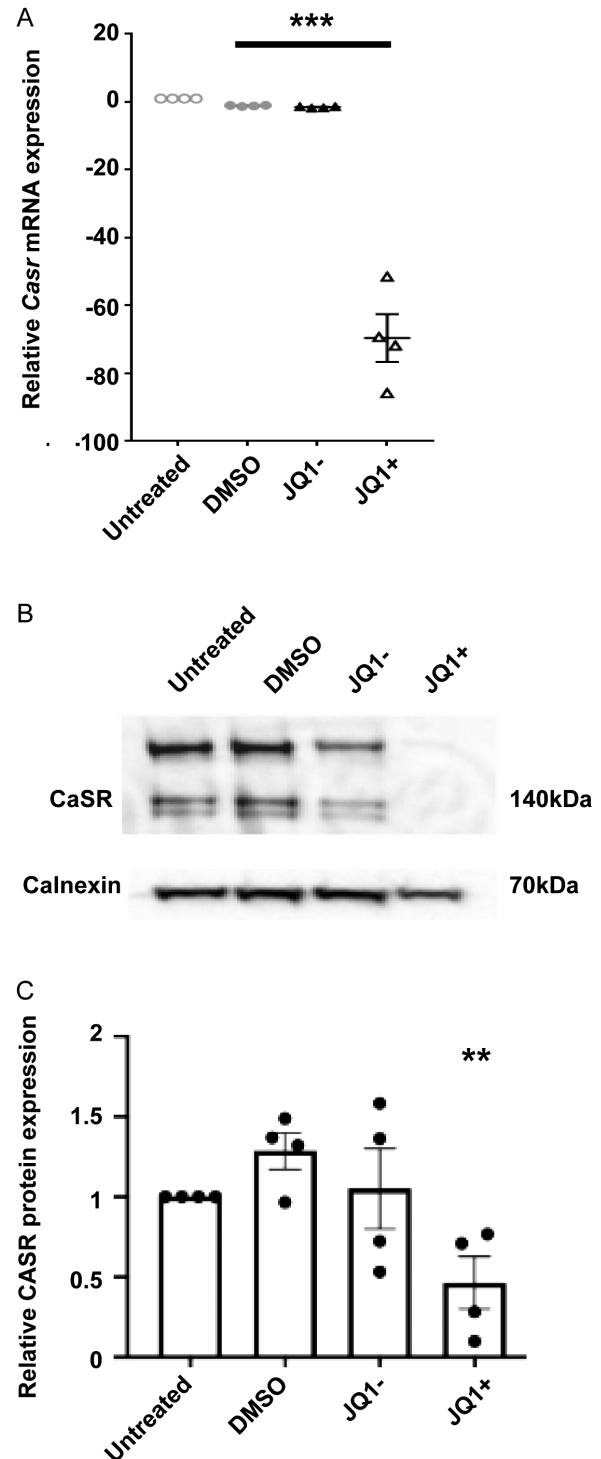 A
***
Relative Casr mRNA expression
20
0
-20
-40
-60
-80
-100
Untreated
DMSO
JQ1-
JQ1+
B
Untreated
DMSO
JQ1-
JQ1+
CaSR
140kDa
Calnexin
70kDa
C
**
Relative CASR protein expression
2
1.5
1
0.5
0
Untreated
DMSO
JQ1-
JQ1+